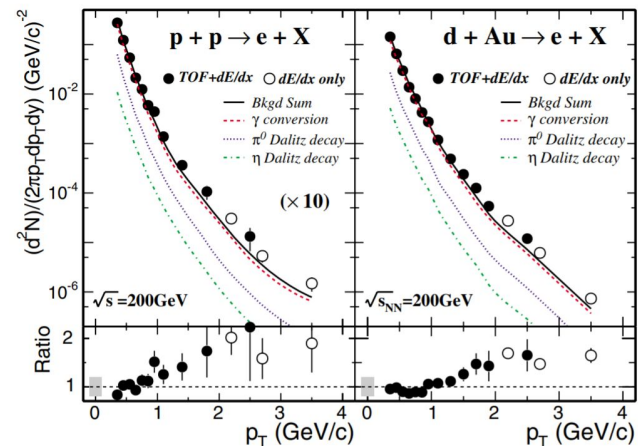 p + p → e + X
d + Au → e + X
● TOF+dE/dx ○ dE/dx only
● TOF+dE/dx ○ dE/dx only
Bkgd Sum
γ conversion
π⁰ Dalitz decay
η Dalitz decay
Bkgd Sum
γ conversion
π⁰ Dalitz decay
η Dalitz decay
(d²N)/(2πp_T dp_T dy) (GeV/c)⁻²
10⁻²
10⁻⁴
10⁻⁶
(× 10)
√s =200GeV
√s_NN =200GeV
Ratio
2
1
0 1 2 3 0 1 2 3 4
p_T (GeV/c) p_T (GeV/c)